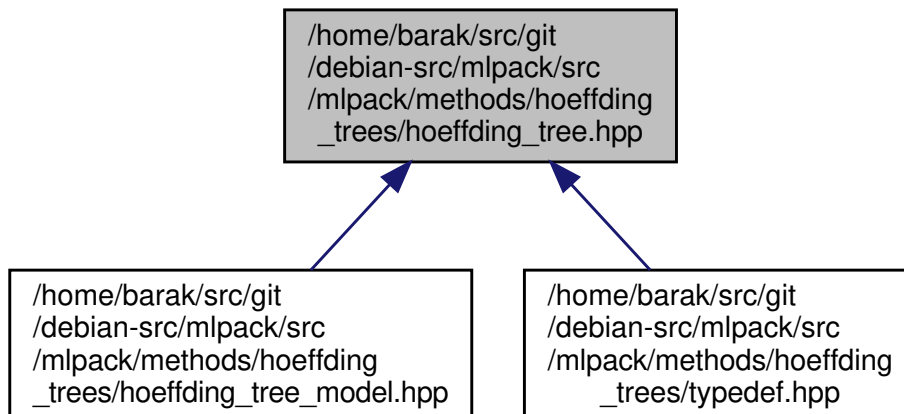 /home/barak/src/git
/debian-src/mlpack/src
/mlpack/methods/hoeffding
_trees/hoeffding_tree.hpp
/home/barak/src/git
/debian-src/mlpack/src
/mlpack/methods/hoeffding
_trees/hoeffding_tree_model.hpp
/home/barak/src/git
/debian-src/mlpack/src
/mlpack/methods/hoeffding
_trees/typedef.hpp